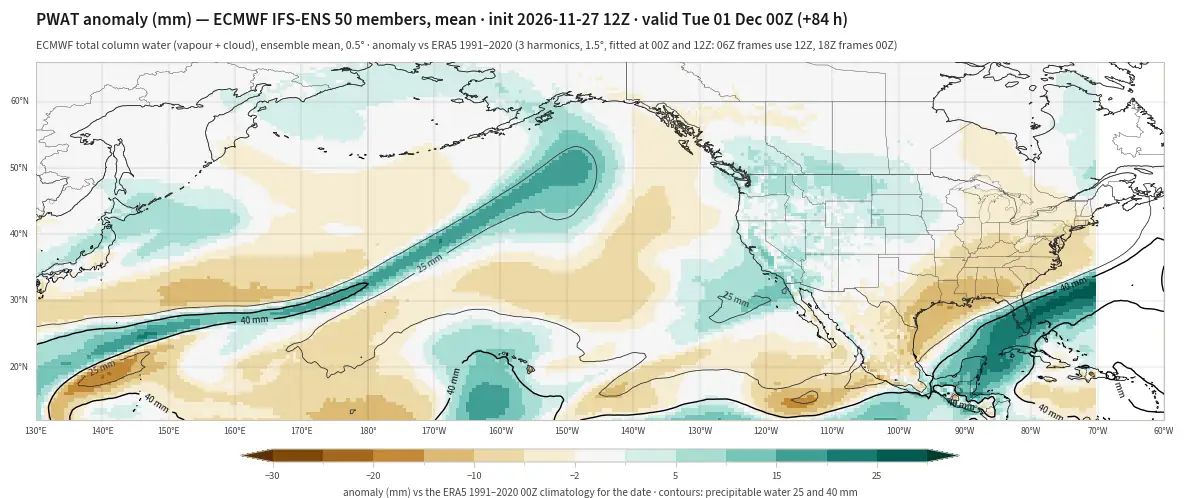 PWAT anomaly (mm) — ECMWF IFS-ENS 50 members, mean · init 2026-11-27 12Z · valid Tue 01 Dec 00Z (+84 h)
ECMWF total column water (vapour + cloud), ensemble mean, 0.5° · anomaly vs ERA5 1991–2020 (3 harmonics, 1.5°, fitted at 00Z and 12Z: 06Z frames use 12Z, 18Z frames 00Z)
60°N
50°N
40°N
30°N
20°N
25 mm
40 mm
25 mm
40 mm
25 mm
40 mm
40 mm
40 mm
40 mm
130°E 140°E 150°E 160°E 170°E 180° 170°W 160°W 150°W 140°W 130°W 120°W 110°W 100°W 90°W 80°W 70°W 60°W
−30 −20 −10 −2 5 15 25
anomaly (mm) vs the ERA5 1991–2020 00Z climatology for the date · contours: precipitable water 25 and 40 mm